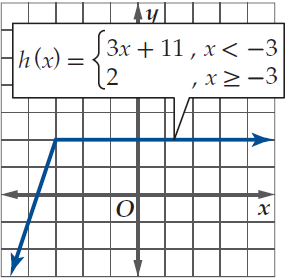 y
h(x) = { 3x + 11 , x < −3
2 , x ≥ −3
O x